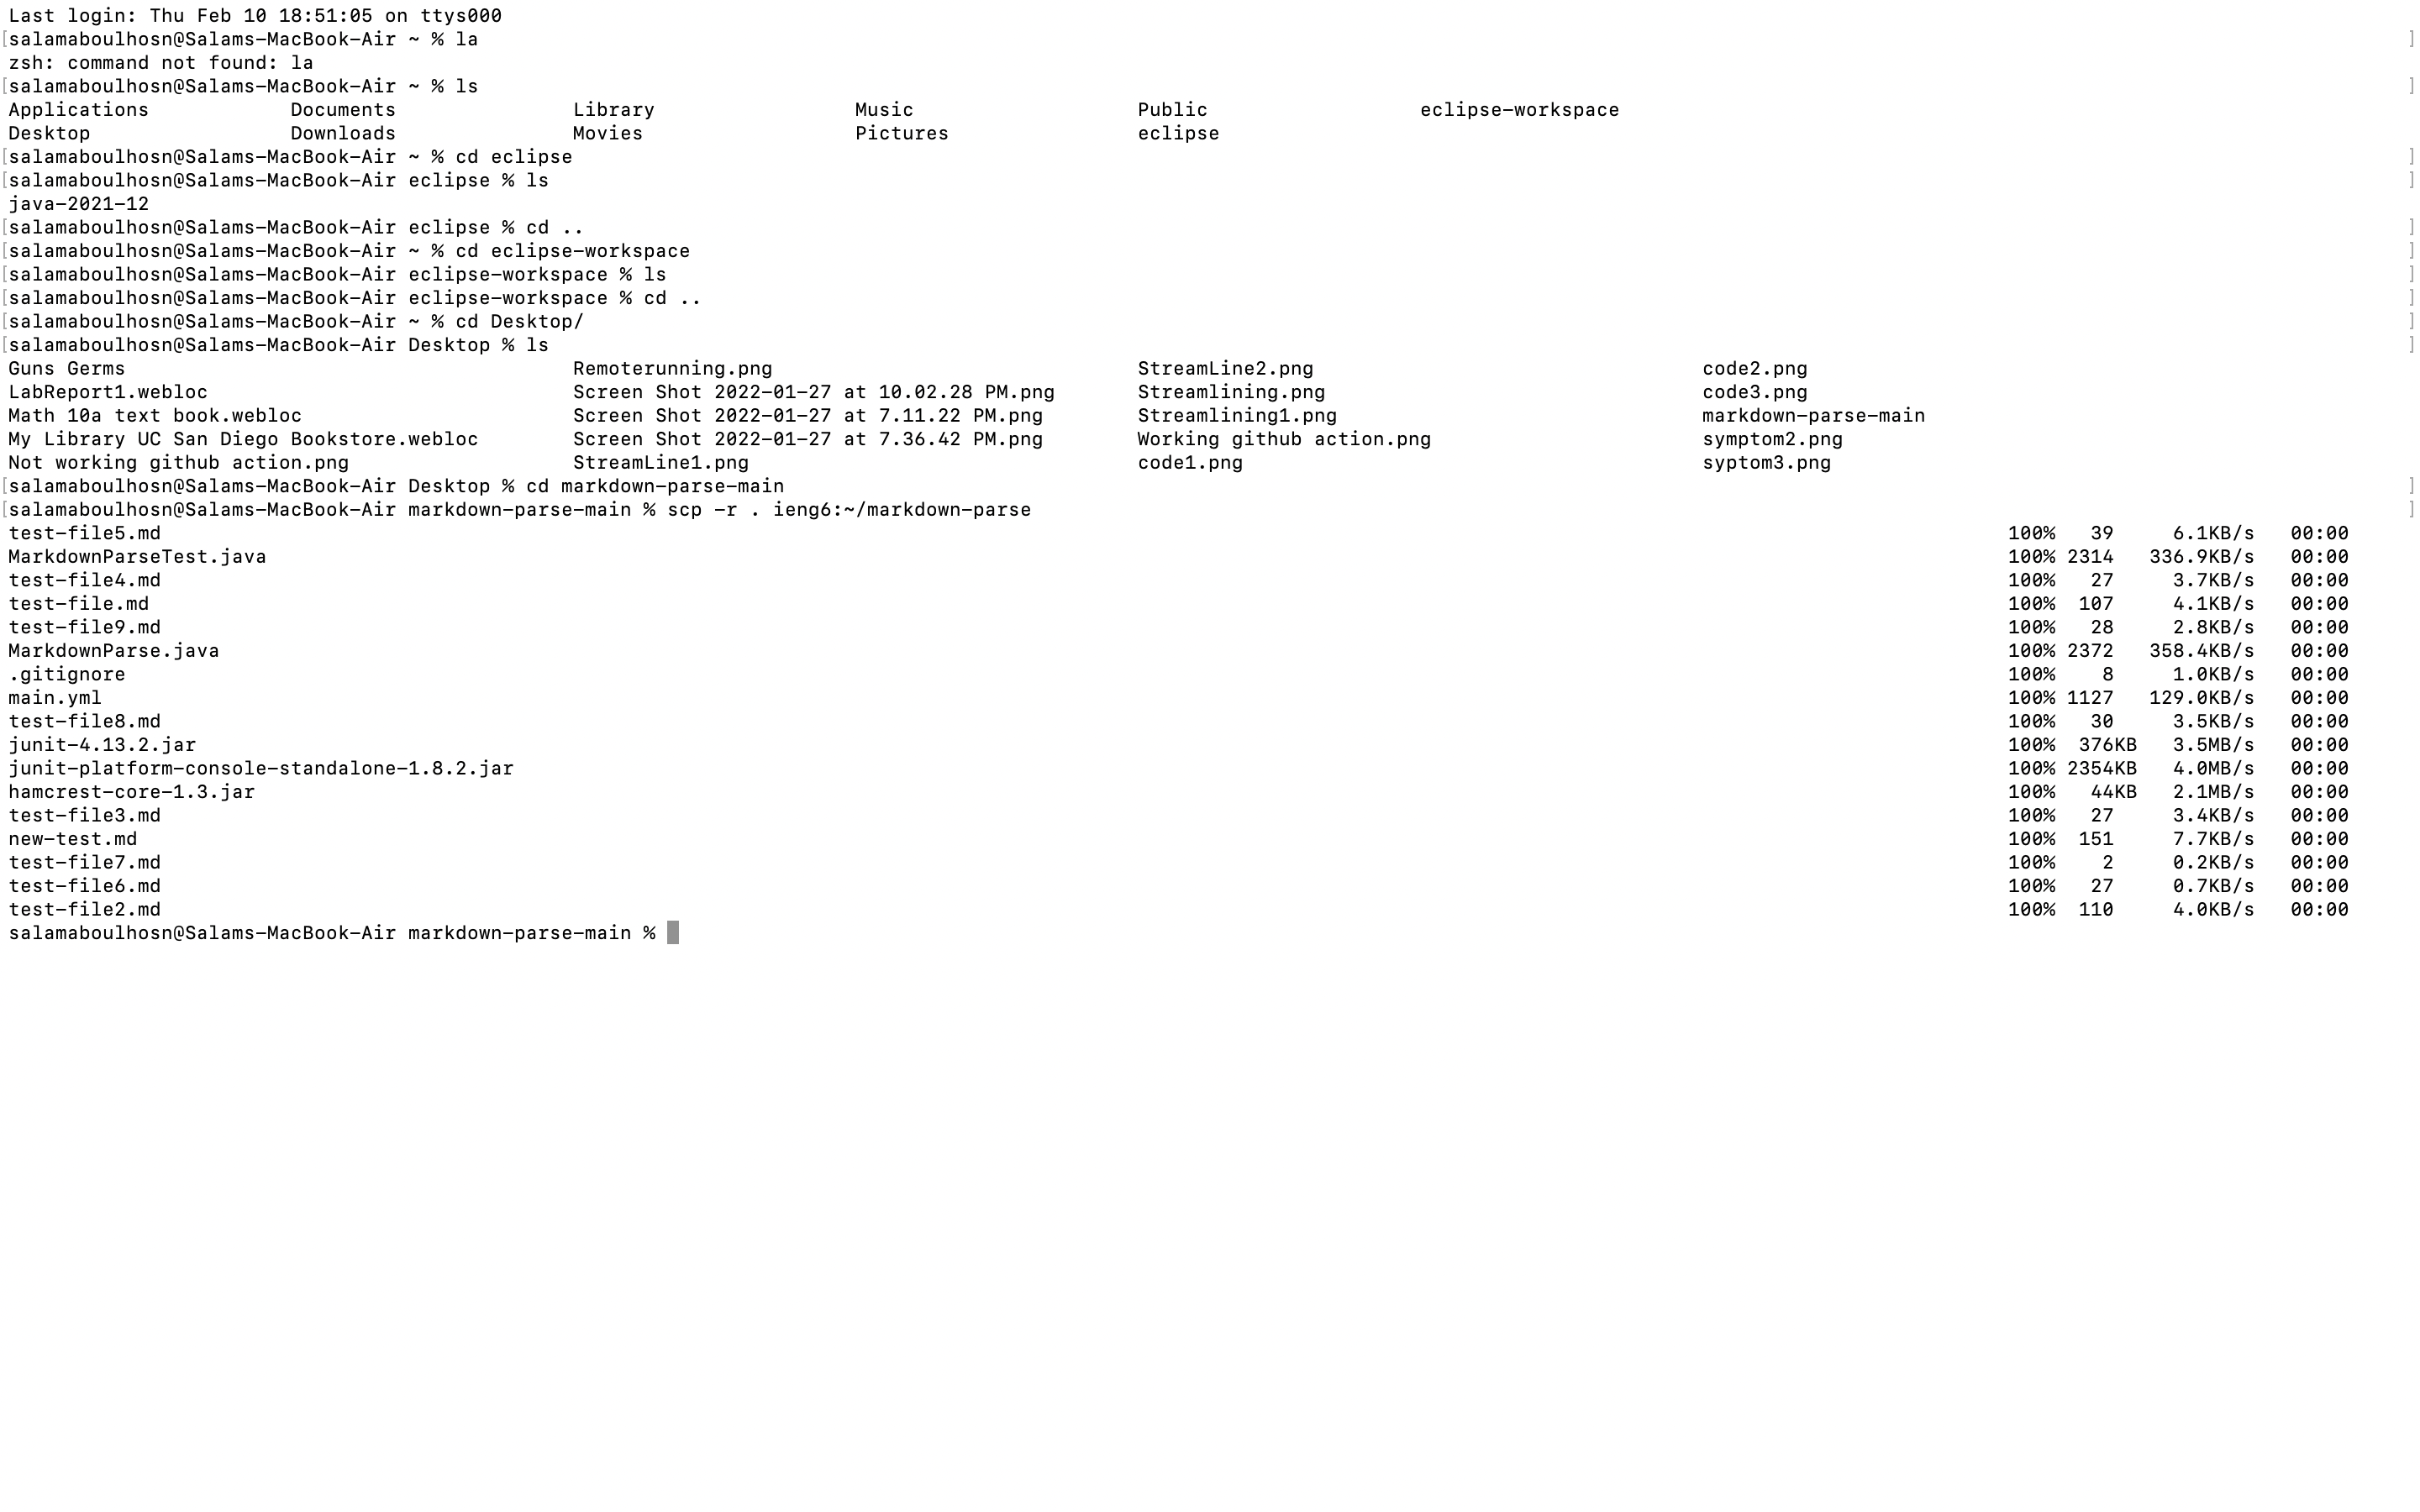 Last login: Thu Feb 10 18:51:05 on ttys000
[salamaboulhosn@Salams-MacBook-Air ~ % la ]
zsh: command not found: la
[salamaboulhosn@Salams-MacBook-Air ~ % ls ]
Applications Documents Library Music Public eclipse-workspace
Desktop Downloads Movies Pictures eclipse
[salamaboulhosn@Salams-MacBook-Air ~ % cd eclipse ]
[salamaboulhosn@Salams-MacBook-Air eclipse % ls ]
java-2021-12
[salamaboulhosn@Salams-MacBook-Air eclipse % cd .. ]
[salamaboulhosn@Salams-MacBook-Air ~ % cd eclipse-workspace ]
[salamaboulhosn@Salams-MacBook-Air eclipse-workspace % ls ]
[salamaboulhosn@Salams-MacBook-Air eclipse-workspace % cd .. ]
[salamaboulhosn@Salams-MacBook-Air ~ % cd Desktop/ ]
[salamaboulhosn@Salams-MacBook-Air Desktop % ls ]
Guns Germs Remoterunning.png StreamLine2.png code2.png
LabReport1.webloc Screen Shot 2022-01-27 at 10.02.28 PM.png Streamlining.png code3.png
Math 10a text book.webloc Screen Shot 2022-01-27 at 7.11.22 PM.png Streamlining1.png markdown-parse-main
My Library UC San Diego Bookstore.webloc Screen Shot 2022-01-27 at 7.36.42 PM.png Working github action.png symptom2.png
Not working github action.png StreamLine1.png code1.png syptom3.png
[salamaboulhosn@Salams-MacBook-Air Desktop % cd markdown-parse-main ]
[salamaboulhosn@Salams-MacBook-Air markdown-parse-main % scp -r . ieng6:~/markdown-parse ]
test-file5.md 100% 39 6.1KB/s 00:00
MarkdownParseTest.java 100% 2314 336.9KB/s 00:00
test-file4.md 100% 27 3.7KB/s 00:00
test-file.md 100% 107 4.1KB/s 00:00
test-file9.md 100% 28 2.8KB/s 00:00
MarkdownParse.java 100% 2372 358.4KB/s 00:00
.gitignore 100% 8 1.0KB/s 00:00
main.yml 100% 1127 129.0KB/s 00:00
test-file8.md 100% 30 3.5KB/s 00:00
junit-4.13.2.jar 100% 376KB 3.5MB/s 00:00
junit-platform-console-standalone-1.8.2.jar 100% 2354KB 4.0MB/s 00:00
hamcrest-core-1.3.jar 100% 44KB 2.1MB/s 00:00
test-file3.md 100% 27 3.4KB/s 00:00
new-test.md 100% 151 7.7KB/s 00:00
test-file7.md 100% 2 0.2KB/s 00:00
test-file6.md 100% 27 0.7KB/s 00:00
test-file2.md 100% 110 4.0KB/s 00:00
salamaboulhosn@Salams-MacBook-Air markdown-parse-main %